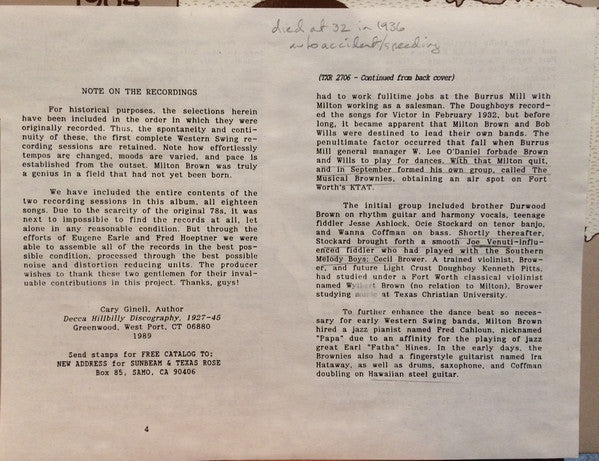 died at 32 in 1936
auto accident/speeding
NOTE ON THE RECORDINGS
For historical purposes, the selections herein
have been included in the order in which they were
originally recorded. Thus, the spontaneity and conti-
nuity of these, the first complete Western Swing re-
cording sessions are retained. Note how effortlessly
tempos are changed, moods are varied, and pace is
established from the outset. Milton Brown was truly
a genius in a field that had not yet been born.
We have included the entire contents of the
two recording sessions in this album, all eighteen
songs. Due to the scarcity of the original 78s, it was
next to impossible to find the records at all, let
alone in any reasonable condition. But through the
efforts of Eugene Earle and Fred Hoeptner we were
able to assemble all of the records in the best pos-
sible condition, processed through the best possible
noise and distortion reducing units. The producer
wishes to thank these two gentlemen for their inval-
uable contributions in this project. Thanks, guys!
Cary Ginell, Author
Decca Hillbilly Discography, 1927-45
Greenwood, West Port, CT 06880
1989
Send stamps for FREE CATALOG TO:
NEW ADDRESS for SUNBEAM & TEXAS ROSE
Box 85, SAMO, CA 90406
4
(TXR 2706 - Continued from back cover)
had to work fulltime jobs at the Burrus Mill with
Milton working as a salesman. The Doughboys record-
ed the songs for Victor in February 1932, but before
long, it became apparent that Milton Brown and Bob
Wills were destined to lead their own bands. The
penultimate factor occurred that fall when Burrus
Mill general manager W. Lee O'Daniel forbade Brown
and Wills to play for dances. With that Milton quit,
and in September formed his own group, called The
Musical Brownies, obtaining an air spot on Fort
Worth's KTAT.
The initial group included brother Durwood
Brown on rhythm guitar and harmony vocals, teenage
fiddler Jesse Ashlock, Ocie Stockard on tenor banjo,
and Wanna Coffman on bass. Shortly thereafter,
Stockard brought forth a smooth Joe Venuti-influ-
enced fiddler who had played with the Southern
Melody Boys: Cecil Brower. A trained violinist, Brow-
er, and future Light Crust Doughboy Kenneth Pitts,
had studied under a Fort Worth classical violinist
named Brown (no relation to Milton), Brower
studying music at Texas Christian University.
To further enhance the dance beat so neces-
sary for early Western Swing bands, Milton Brown
hired a jazz pianist named Fred Calhoun, nicknamed
"Papa" due to an affinity for the playing of jazz
great Earl "Fatha" Hines. In the early days, the
Brownies also had a fingerstyle guitarist named Ira
Hataway, as well as drums, saxophone, and Coffman
doubling on Hawaiian steel guitar.